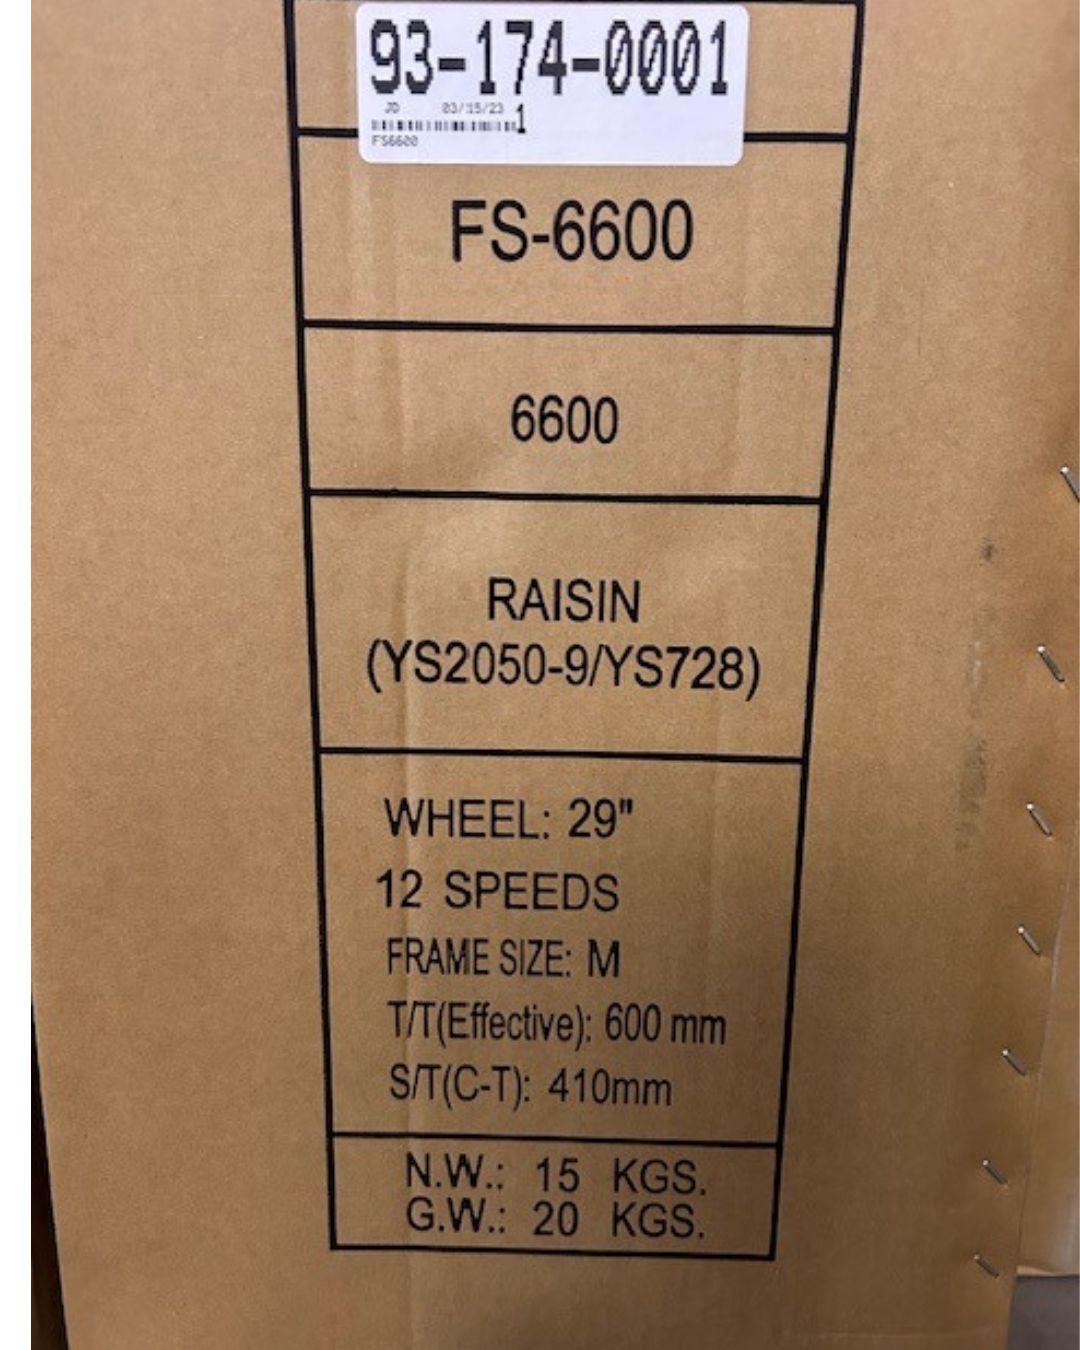 93-174-0001
JD 03/15/23 1
FS6600
FS-6600
6600
RAISIN
(YS2050-9/YS728)
WHEEL: 29"
12 SPEEDS
FRAME SIZE: M
T/T(Effective): 600 mm
S/T(C-T): 410mm
N.W.: 15 KGS.
G.W.: 20 KGS.